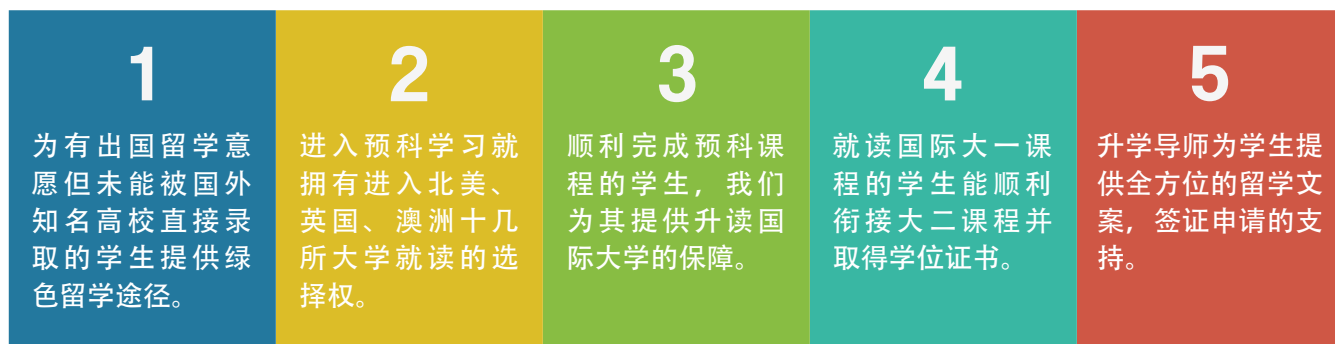 1
为有出国留学意
愿但未能被国外
知名高校直接录
取的学生提供绿
色留学途径。
2
进入预科学习就
拥有进入北美、
英国、澳洲十几
所大学就读的选
择权。
3
顺利完成预科课
程的学生，我们
为其提供升读国
际大学的保障。
4
就读国际大一课
程的学生能顺利
衔接大二课程并
取得学位证书。
5
升学导师为学生提
供全方位的留学文
案，签证申请的支
持。